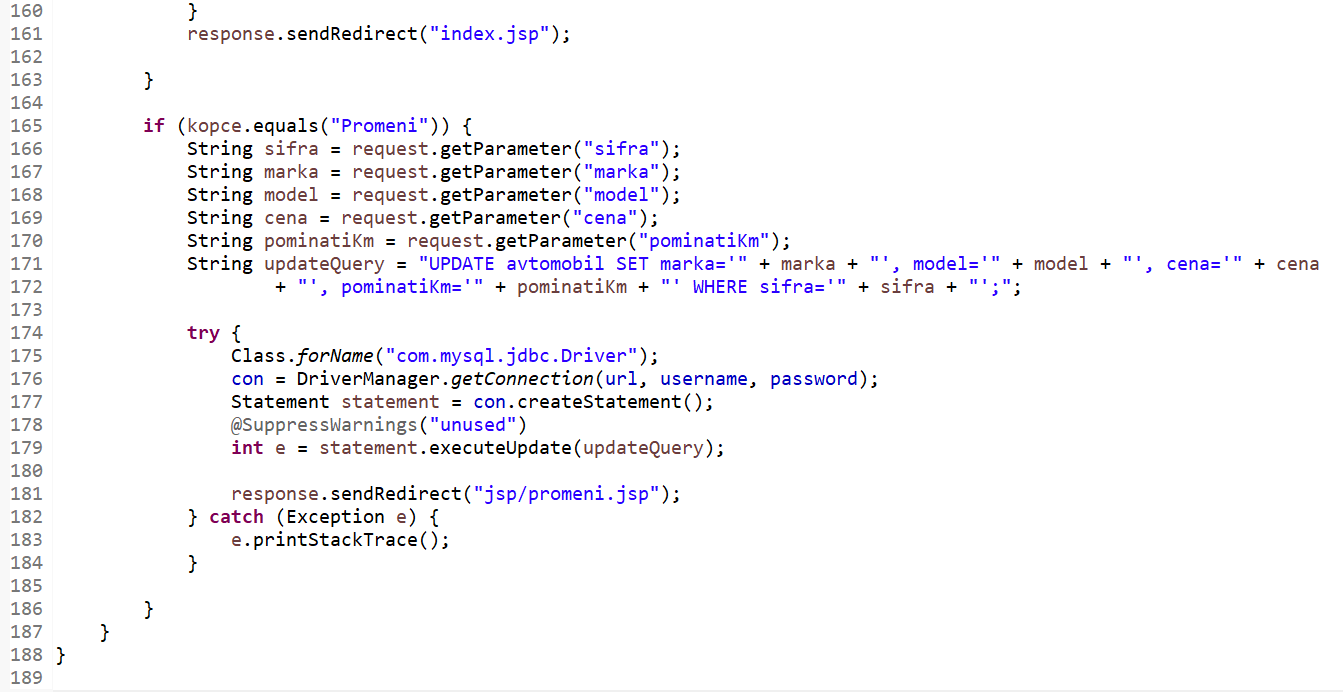 160             }
161             response.sendRedirect("index.jsp");
162
163         }
164
165         if (kopce.equals("Promeni")) {
166             String sifra = request.getParameter("sifra");
167             String marka = request.getParameter("marka");
168             String model = request.getParameter("model");
169             String cena = request.getParameter("cena");
170             String pominatiKm = request.getParameter("pominatiKm");
171             String updateQuery = "UPDATE avtomobil SET marka='" + marka + "', model='" + model + "', cena='" + cena
172                     + "', pominatiKm='" + pominatiKm + "' WHERE sifra='" + sifra + "';";
173
174             try {
175                 Class.forName("com.mysql.jdbc.Driver");
176                 con = DriverManager.getConnection(url, username, password);
177                 Statement statement = con.createStatement();
178                 @SuppressWarnings("unused")
179                 int e = statement.executeUpdate(updateQuery);
180
181                 response.sendRedirect("jsp/promeni.jsp");
182             } catch (Exception e) {
183                 e.printStackTrace();
184             }
185
186         }
187     }
188 }
189